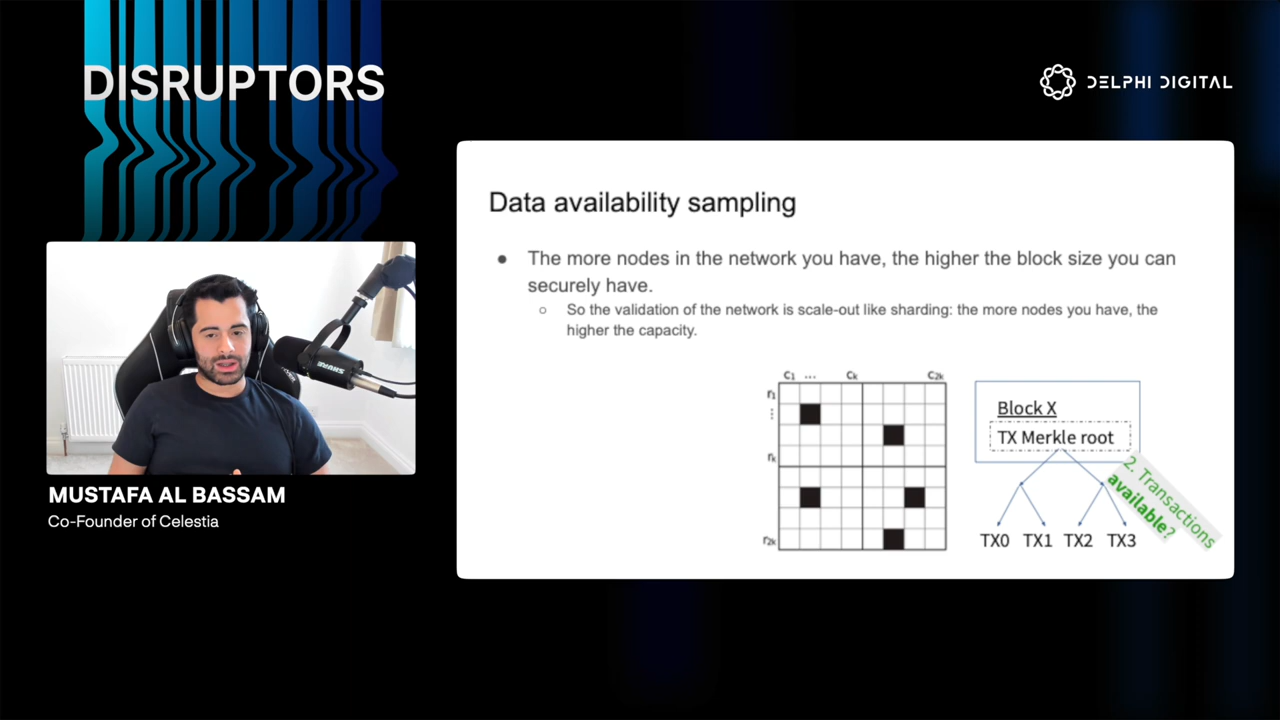 DISRUPTORS
DELPHI DIGITAL
Data availability sampling
● The more nodes in the network you have, the higher the block size you can
securely have.
○ So the validation of the network is scale-out like sharding: the more nodes you have, the
higher the capacity.
C1 ... Ck C2k
r1
⋮
rk
r2k
Block X
TX Merkle root
2. Transactions
available?
TX0 TX1 TX2 TX3
SHURE
MUSTAFA AL BASSAM
Co-Founder of Celestia